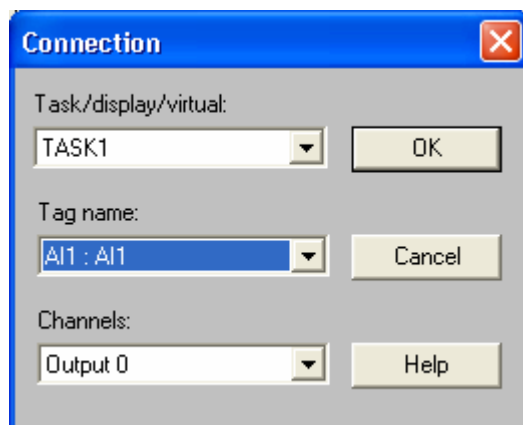 Connection
Task/display/virtual:
TASK1
OK
Tag name:
AI1 : AI1
Cancel
Channels:
Output 0
Help